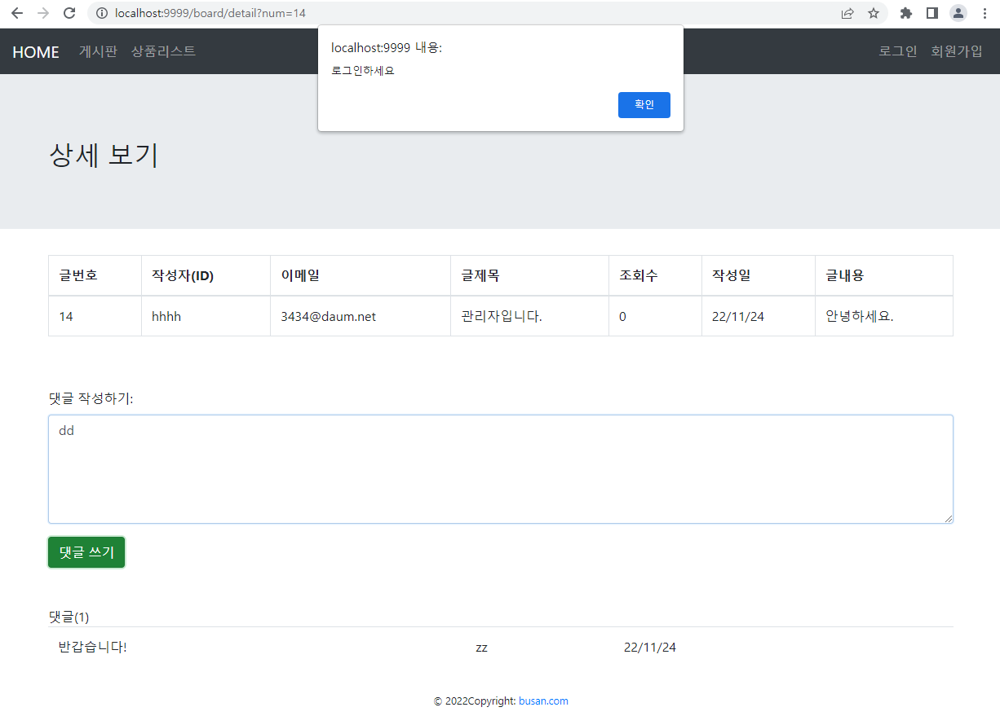 localhost:9999/board/detail?num=14
HOME 게시판 상품리스트 로그인 회원가입
localhost:9999 내용:
로그인하세요
확인
상세 보기
글번호 작성자(ID) 이메일 글제목 조회수 작성일 글내용
14 hhhh 3434@daum.net 관리자입니다. 0 22/11/24 안녕하세요.
댓글 작성하기:
dd
댓글 쓰기
댓글(1)
반갑습니다! zz 22/11/24
© 2022Copyright: busan.com